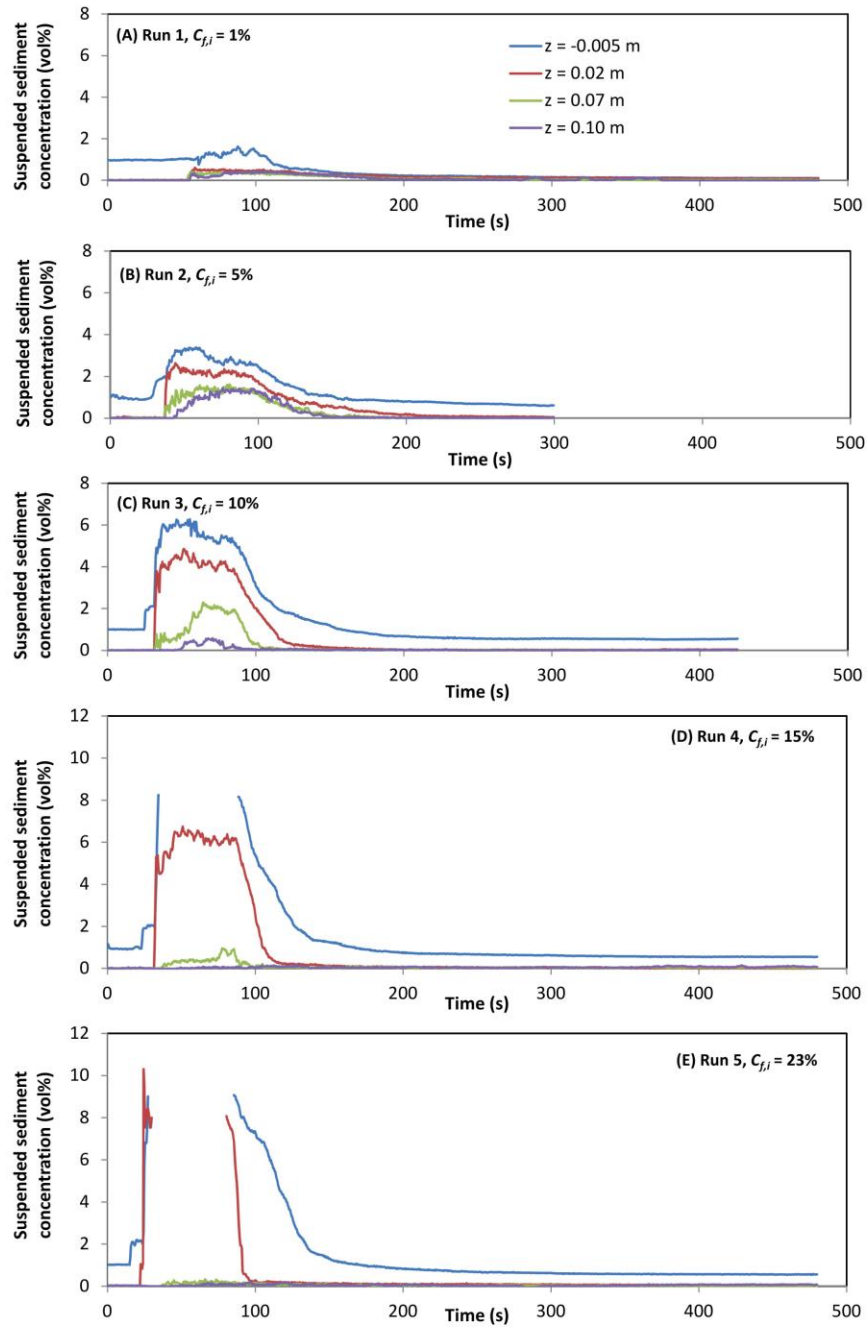 (A) Run 1, Cf,i = 1%
z = -0.005 m
z = 0.02 m
z = 0.07 m
z = 0.10 m
Suspended sediment
concentration (vol%)
8
6
4
2
0
0 100 200 300 400 500
Time (s)
(B) Run 2, Cf,i = 5%
Suspended sediment
concentration (vol%)
8
6
4
2
0
0 100 200 300 400 500
Time (s)
(C) Run 3, Cf,i = 10%
Suspended sediment
concentration (vol%)
8
6
4
2
0
0 100 200 300 400 500
Time (s)
(D) Run 4, Cf,i = 15%
Suspended sediment
concentration (vol%)
12
10
8
6
4
2
0
0 100 200 300 400 500
Time (s)
(E) Run 5, Cf,i = 23%
Suspended sediment
concentration (vol%)
12
10
8
6
4
2
0
0 100 200 300 400 500
Time (s)